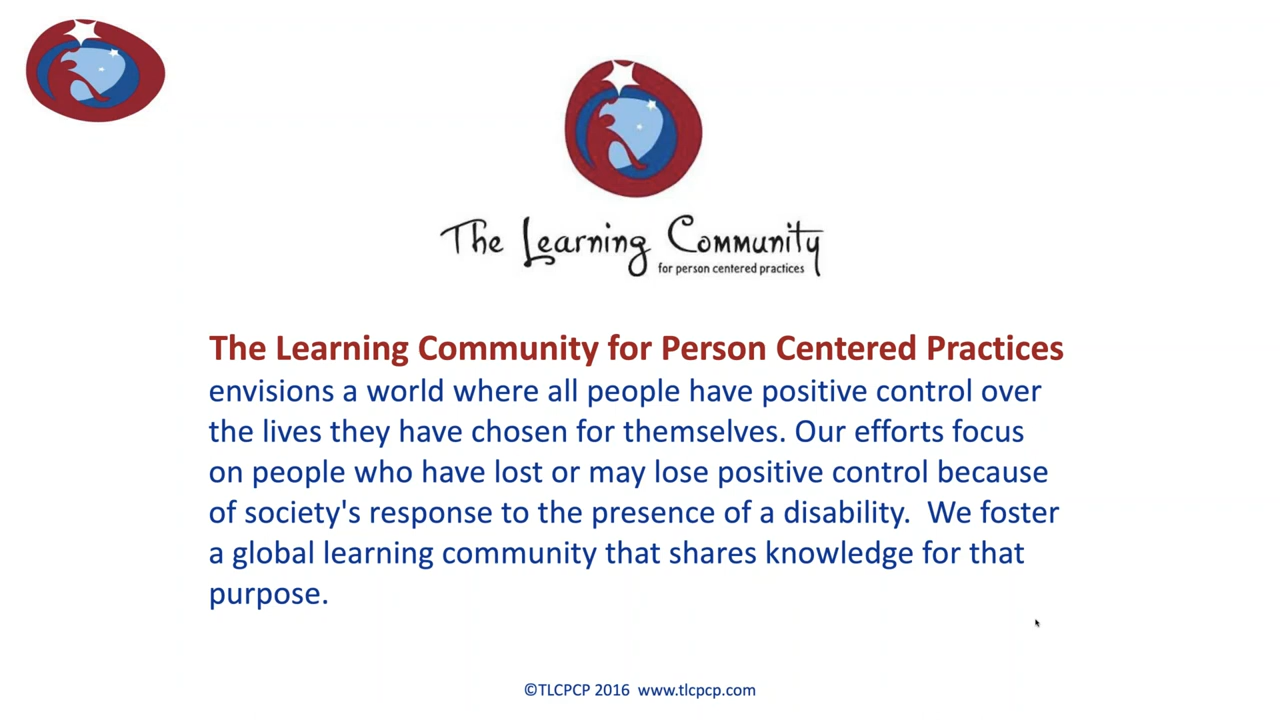 The Learning Community
for person centered practices
The Learning Community for Person Centered Practices
envisions a world where all people have positive control over
the lives they have chosen for themselves. Our efforts focus
on people who have lost or may lose positive control because
of society's response to the presence of a disability.  We foster
a global learning community that shares knowledge for that
purpose.
©TLCPCP 2016  www.tlcpcp.com